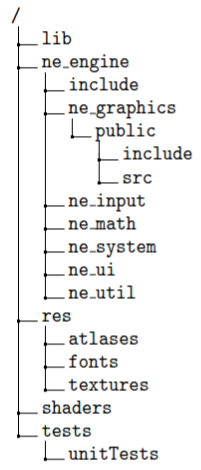 /
lib
ne_engine
include
ne_graphics
public
include
src
ne_input
ne_math
ne_system
ne_ui
ne_util
res
atlases
fonts
textures
shaders
tests
unitTests